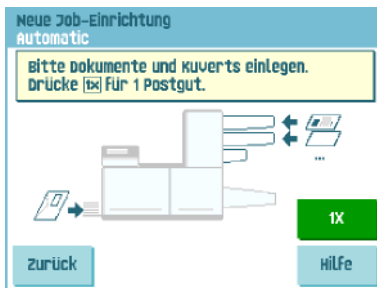 Neue Job-Einrichtung
Automatic
Bitte Dokumente und Kuverts einlegen.
Drücke 1x für 1 Postgut.
...
1X
Zurück
Hilfe